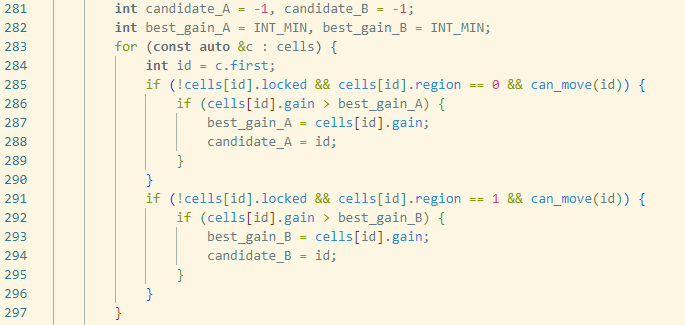 281 int candidate_A = -1, candidate_B = -1;
282 int best_gain_A = INT_MIN, best_gain_B = INT_MIN;
283 for (const auto &c : cells) {
284 int id = c.first;
285 if (!cells[id].locked && cells[id].region == 0 && can_move(id)) {
286 if (cells[id].gain > best_gain_A) {
287 best_gain_A = cells[id].gain;
288 candidate_A = id;
289 }
290 }
291 if (!cells[id].locked && cells[id].region == 1 && can_move(id)) {
292 if (cells[id].gain > best_gain_B) {
293 best_gain_B = cells[id].gain;
294 candidate_B = id;
295 }
296 }
297 }